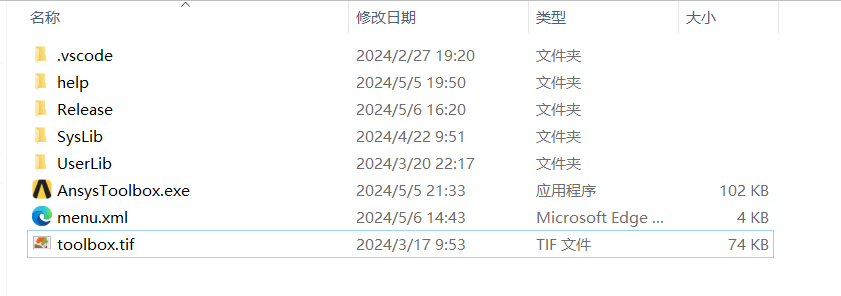 名称 修改日期 类型 大小
.vscode 2024/2/27 19:20 文件夹
help 2024/5/5 19:50 文件夹
Release 2024/5/6 16:20 文件夹
SysLib 2024/4/22 9:51 文件夹
UserLib 2024/3/20 22:17 文件夹
AnsysToolbox.exe 2024/5/5 21:33 应用程序 102 KB
menu.xml 2024/5/6 14:43 Microsoft Edge ... 4 KB
toolbox.tif 2024/3/17 9:53 TIF 文件 74 KB